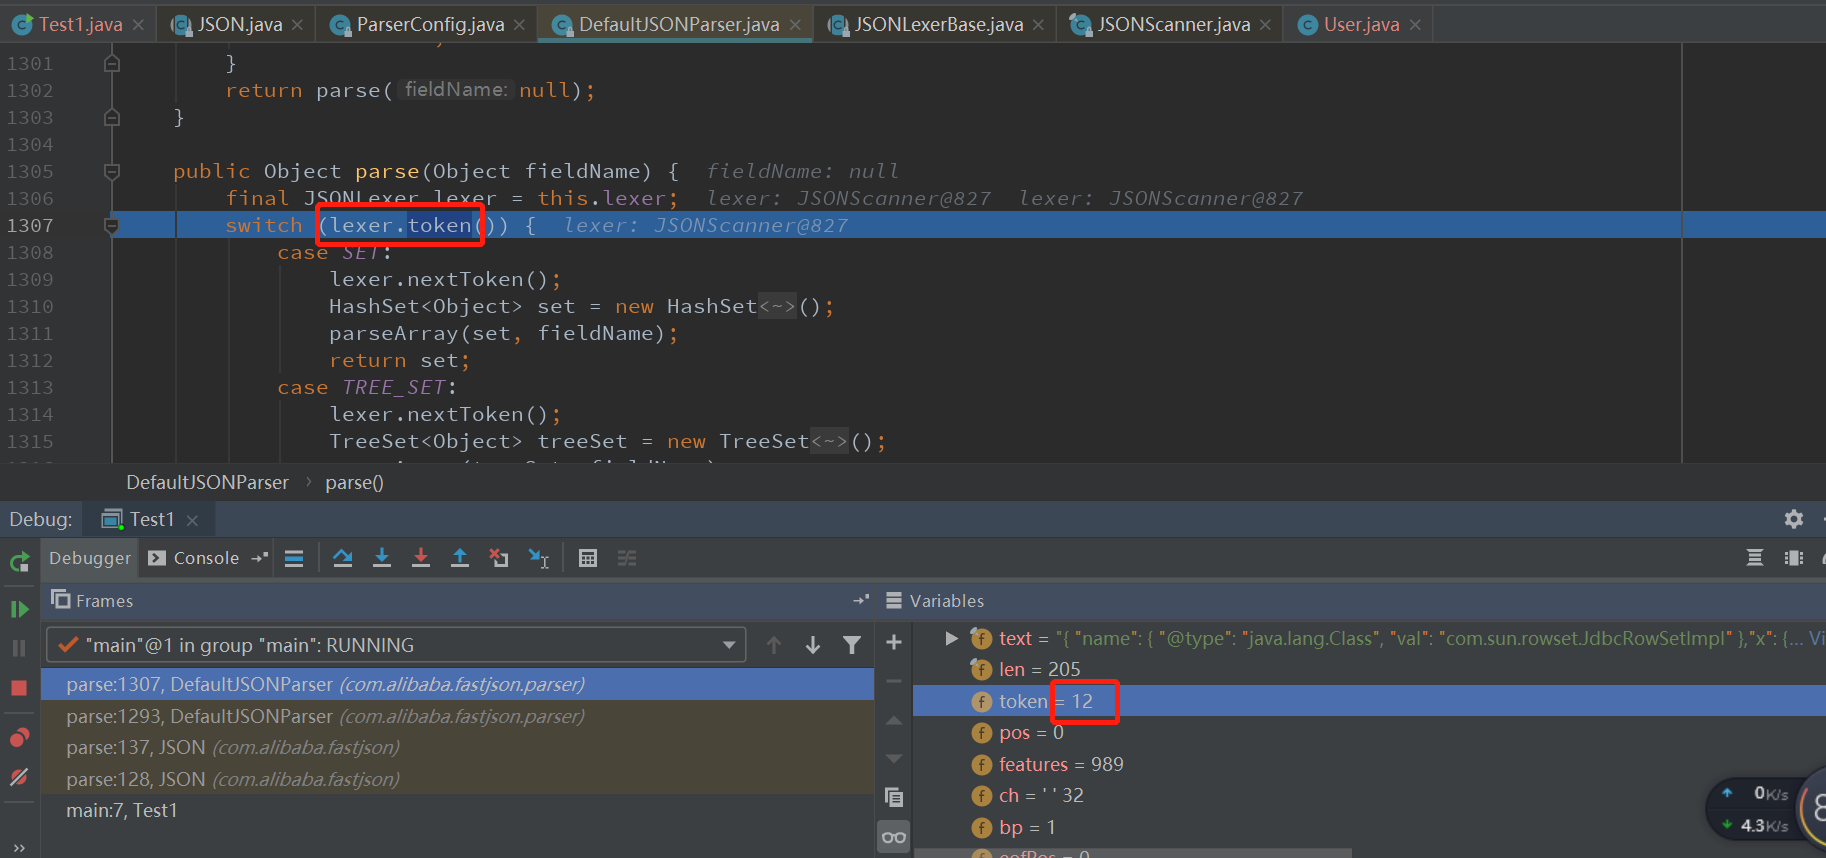 Test1.java JSON.java ParserConfig.java DefaultJSONParser.java JSONLexerBase.java JSONScanner.java User.java
1301 }
1302 return parse( fieldName: null);
1303 }
1304
1305 public Object parse(Object fieldName) { fieldName: null
1306 final JSONLexer lexer = this.lexer; lexer: JSONScanner@827 lexer: JSONScanner@827
1307 switch (lexer.token()) { lexer: JSONScanner@827
1308 case SET:
1309 lexer.nextToken();
1310 HashSet<Object> set = new HashSet<~>();
1311 parseArray(set, fieldName);
1312 return set;
1313 case TREE_SET:
1314 lexer.nextToken();
1315 TreeSet<Object> treeSet = new TreeSet<~>();
DefaultJSONParser › parse()
Debug: Test1
Debugger Console
Frames
Variables
"main"@1 in group "main": RUNNING
parse:1307, DefaultJSONParser (com.alibaba.fastjson.parser)
parse:1293, DefaultJSONParser (com.alibaba.fastjson.parser)
parse:137, JSON (com.alibaba.fastjson)
parse:128, JSON (com.alibaba.fastjson)
main:7, Test1
text = "{ "name": { "@type": "java.lang.Class", "val": "com.sun.rowset.JdbcRowSetImpl" },"x": {... Vi
len = 205
token = 12
pos = 0
features = 989
ch = ' ' 32
bp = 1
eofPos = 0
0K/s
4.3K/s
8